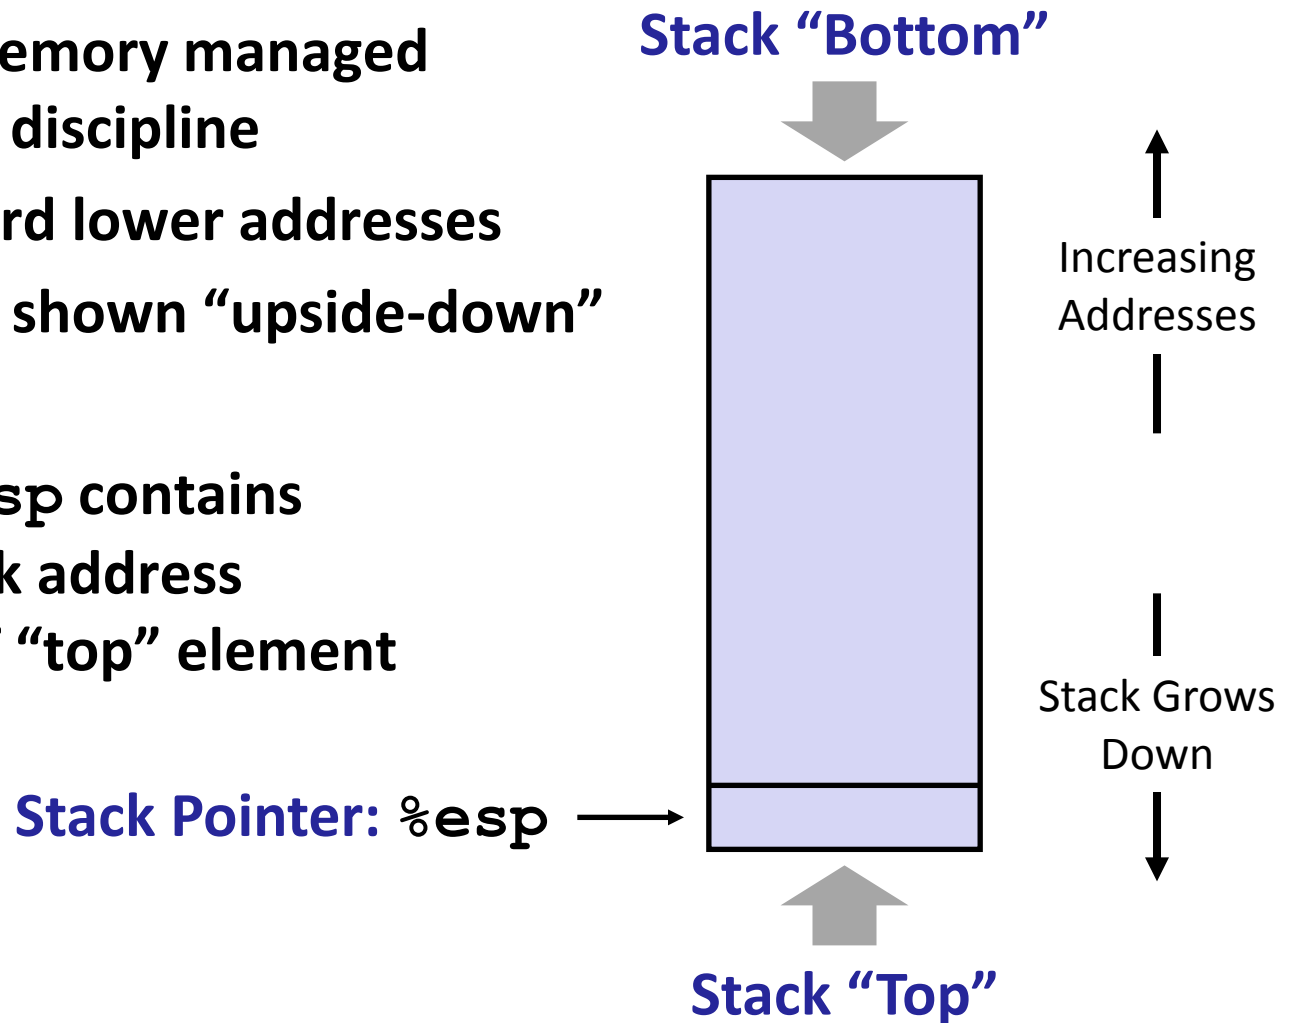 emory managed
discipline
rd lower addresses
shown “upside-down”
sp contains
k address
“top” element
Stack Pointer: %esp
Stack “Bottom”
Increasing
Addresses
Stack Grows
Down
Stack “Top”